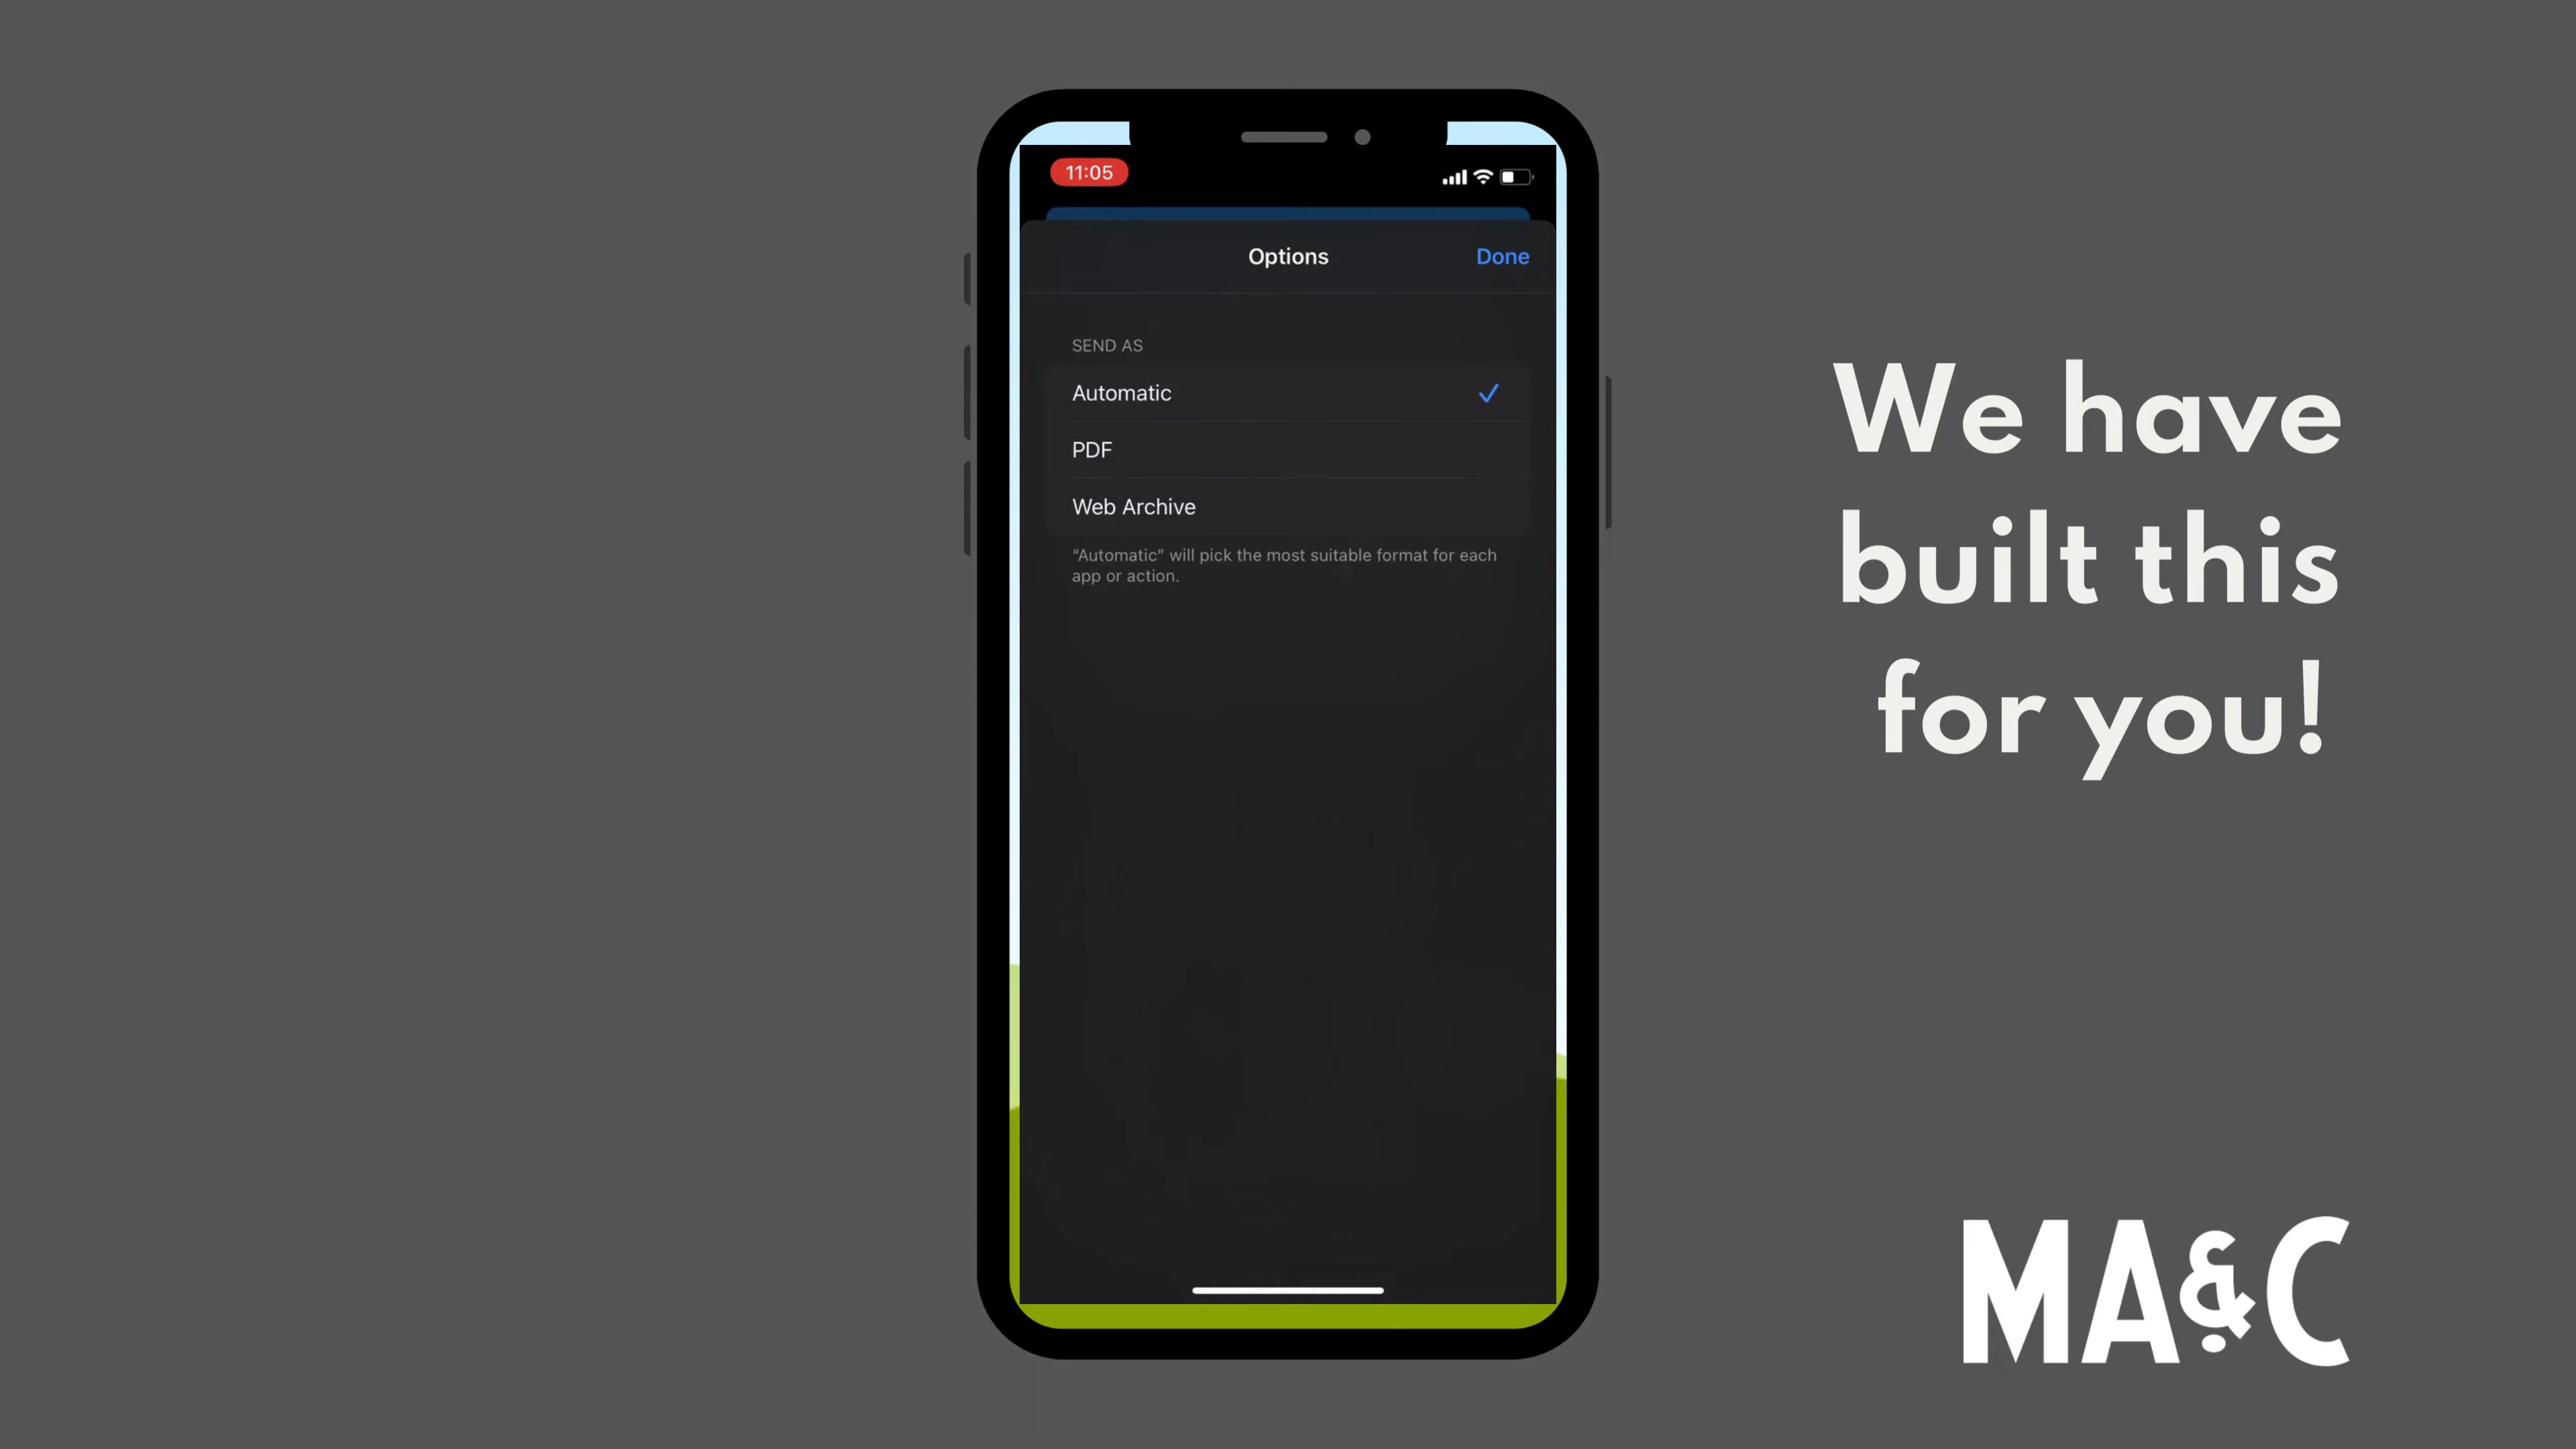 11:05
Options
Done
SEND AS
Automatic
PDF
Web Archive
“Automatic” will pick the most suitable format for each
app or action.
We have
built this
for you!
MA&C